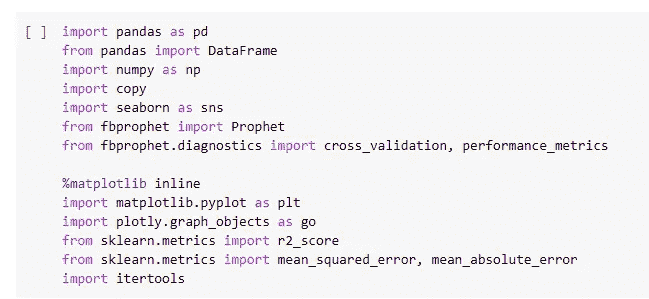 [ ] import pandas as pd
from pandas import DataFrame
import numpy as np
import copy
import seaborn as sns
from fbprophet import Prophet
from fbprophet.diagnostics import cross_validation, performance_metrics
%matplotlib inline
import matplotlib.pyplot as plt
import plotly.graph_objects as go
from sklearn.metrics import r2_score
from sklearn.metrics import mean_squared_error, mean_absolute_error
import itertools